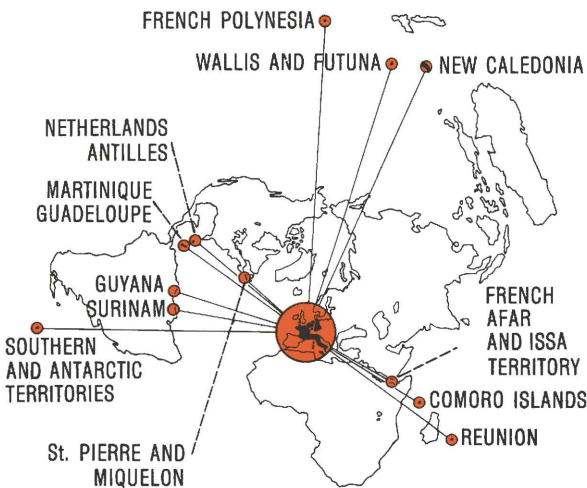 FRENCH POLYNESIA
WALLIS AND FUTUNA
NEW CALEDONIA
NETHERLANDS
ANTILLES
MARTINIQUE
GUADELOUPE
GUYANA
SURINAM
SOUTHERN
AND ANTARCTIC
TERRITORIES
St. PIERRE AND
MIQUELON
FRENCH
AFAR
AND ISSA
TERRITORY
COMORO ISLANDS
REUNION